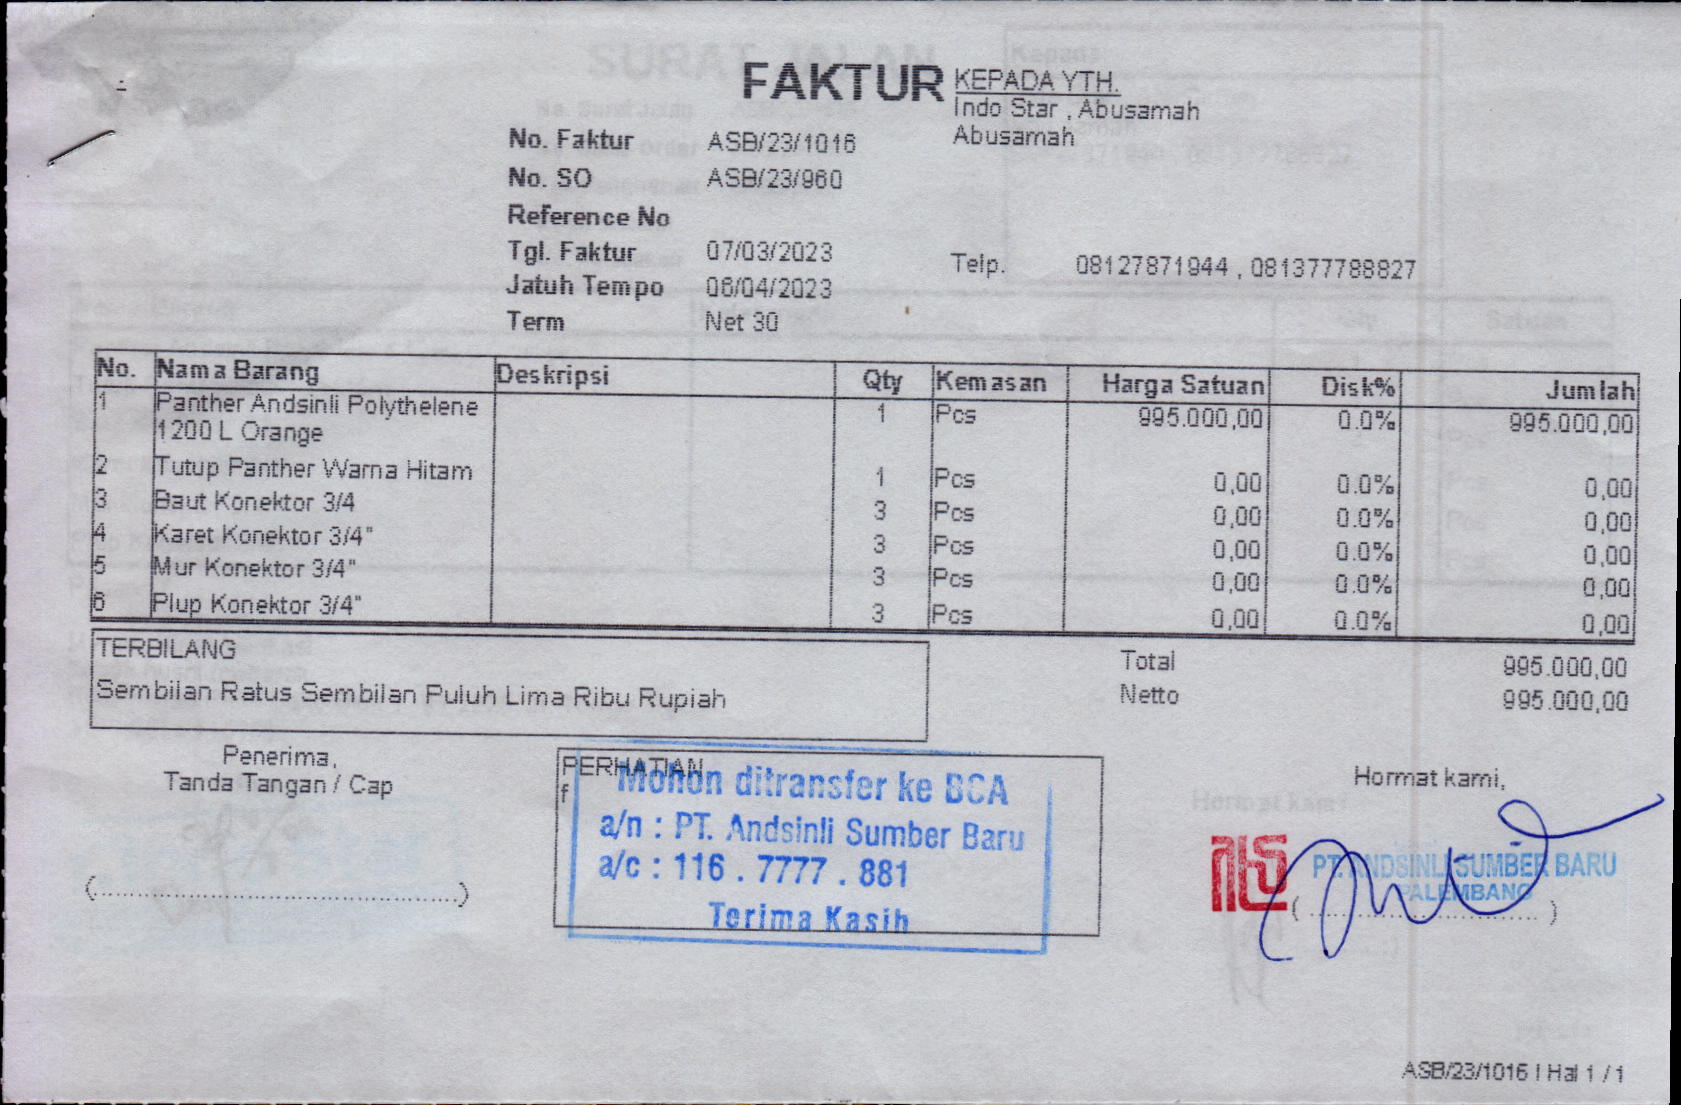 FAKTUR
KEPADA YTH.
Indo Star , Abusamah
Abusamah
No. Faktur ASB/23/1016
No. SO ASB/23/960
Reference No
Tgl. Faktur 07/03/2023
Telp. 08127871944 , 081377788827
Jatuh Tempo 06/04/2023
Term Net 30
No. Nama Barang Deskripsi Qty Kemasan Harga Satuan Disk% Jumlah
1 Panther Andsinli Polythelene 1 Pcs 995.000,00 0.0% 995.000,00
1200 L Orange
2 Tutup Panther Warna Hitam 1 Pcs 0,00 0.0% 0,00
3 Baut Konektor 3/4 3 Pcs 0,00 0.0% 0,00
4 Karet Konektor 3/4" 3 Pcs 0,00 0.0% 0,00
5 Mur Konektor 3/4" 3 Pcs 0,00 0.0% 0,00
6 Plup Konektor 3/4" 3 Pcs 0,00 0.0% 0,00
TERBILANG
Sembilan Ratus Sembilan Puluh Lima Ribu Rupiah
Total 995.000,00
Netto 995.000,00
Penerima,
Tanda Tangan / Cap
(....................................................)
PERHATIAN
f
Mohon ditransfer ke BCA
a/n : PT. Andsinli Sumber Baru
a/c : 116 . 7777 . 881
Terima Kasih
Hormat kami,
PT. ANDSINLI SUMBER BARU
PALEMBANG
( ................................ )
ASB/23/1016 | Hal 1 / 1